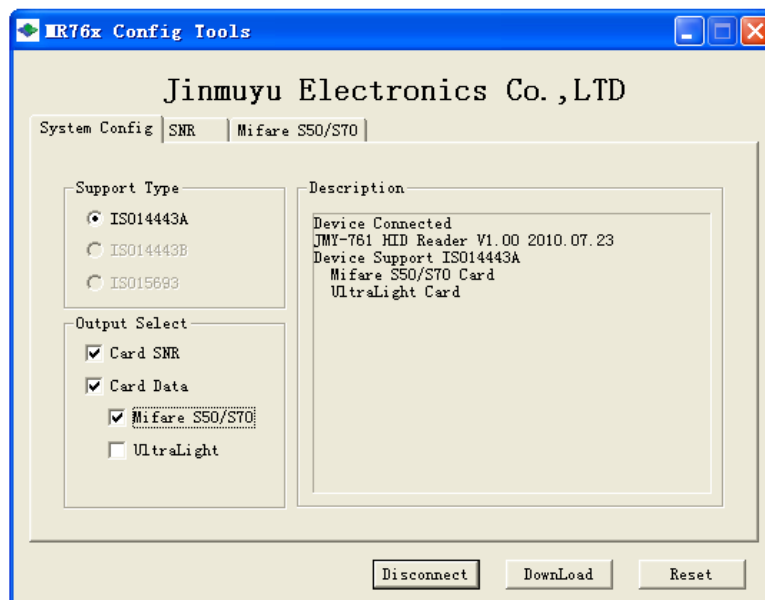 MR76x Config Tools
Jinmuyu Electronics Co.,LTD
System Config
SNR
Mifare S50/S70
Support Type
ISO14443A
ISO14443B
ISO15693
Output Select
Card SNR
Card Data
Mifare S50/S70
UltraLight
Description
Device Connected
JMY-761 HID Reader V1.00 2010.07.23
Device Support ISO14443A
Mifare S50/S70 Card
UltraLight Card
Disconnect
DownLoad
Reset